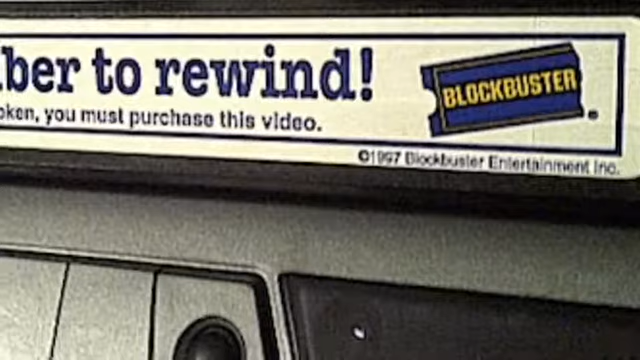 ber to rewind!
oken, you must purchase this video.
BLOCKBUSTER®
©1997 Blockbuster Entertainment Inc.